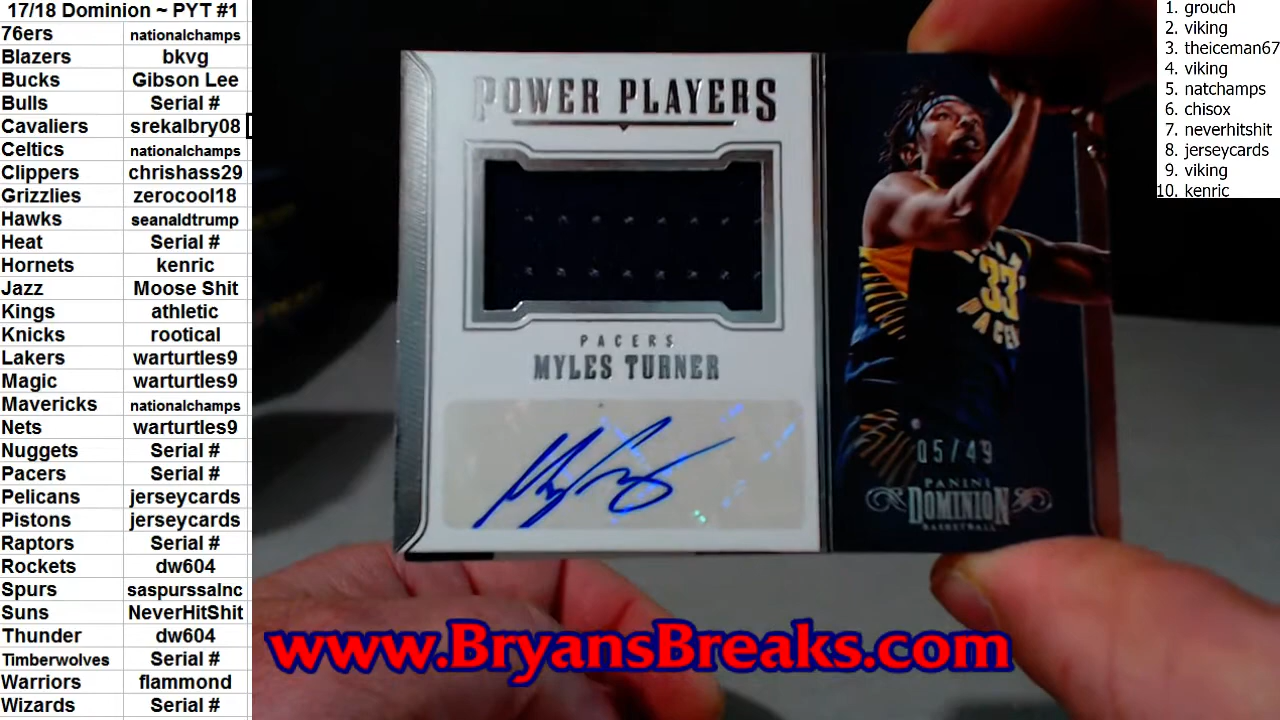 17/18 Dominion ~ PYT #1
76ers nationalchamps
Blazers bkvg
Bucks Gibson Lee
Bulls Serial #
Cavaliers srekalbry08
Celtics nationalchamps
Clippers chrishass29
Grizzlies zerocool18
Hawks seanaldtrump
Heat Serial #
Hornets kenric
Jazz Moose Shit
Kings athletic
Knicks rootical
Lakers warturtles9
Magic warturtles9
Mavericks nationalchamps
Nets warturtles9
Nuggets Serial #
Pacers Serial #
Pelicans jerseycards
Pistons jerseycards
Raptors Serial #
Rockets dw604
Spurs saspurssalnc
Suns NeverHitShit
Thunder dw604
Timberwolves Serial #
Warriors flammond
Wizards Serial #
POWER PLAYERS
PACERS
MYLES TURNER
33
PACE
05/49
PANINI
DOMINION
BASKETBALL
www.BryansBreaks.com
1. grouch
2. viking
3. theiceman67
4. viking
5. natchamps
6. chisox
7. neverhitshit
8. jerseycards
9. viking
10. kenric